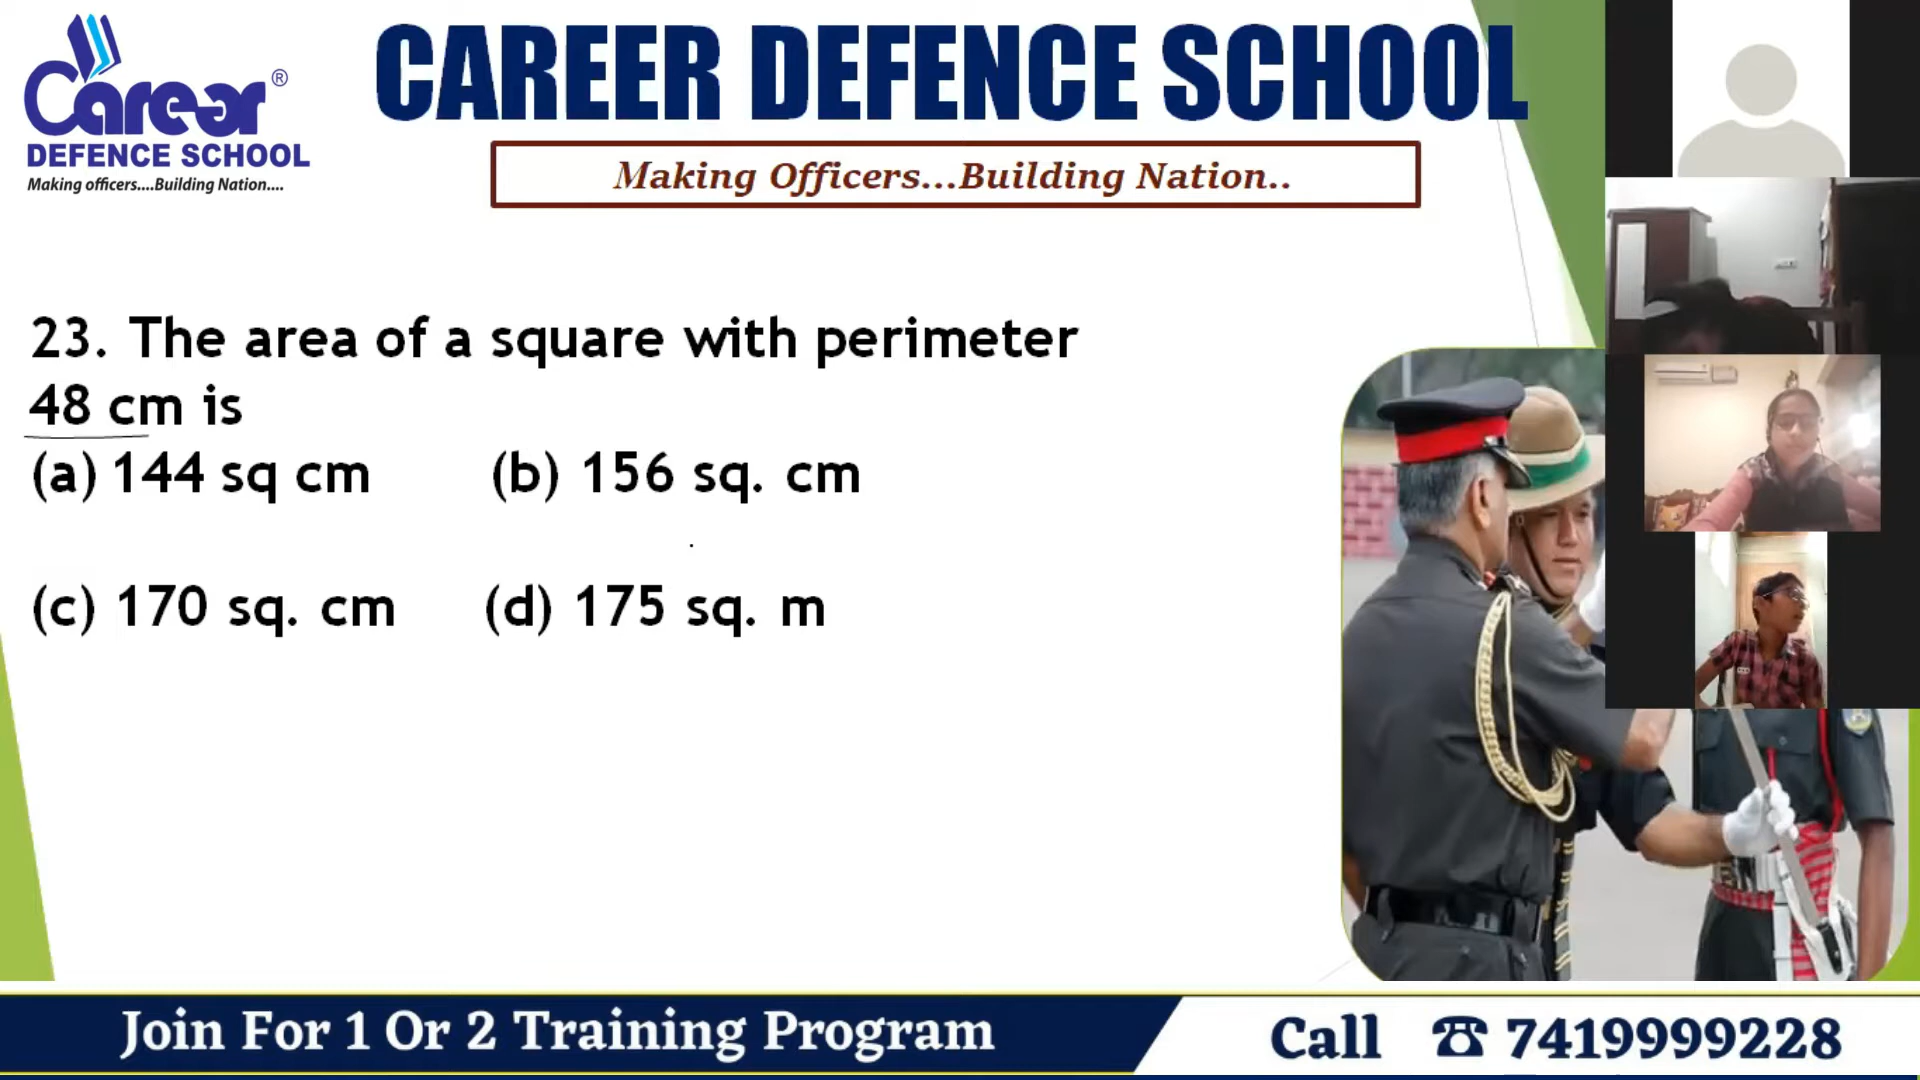 Career®
DEFENCE SCHOOL
Making officers....Building Nation....
CAREER DEFENCE SCHOOL
Making Officers...Building Nation..
23. The area of a square with perimeter
48 cm is
(a) 144 sq cm (b) 156 sq. cm
(c) 170 sq. cm (d) 175 sq. m
Join For 1 Or 2 Training Program
Call ☎ 7419999228